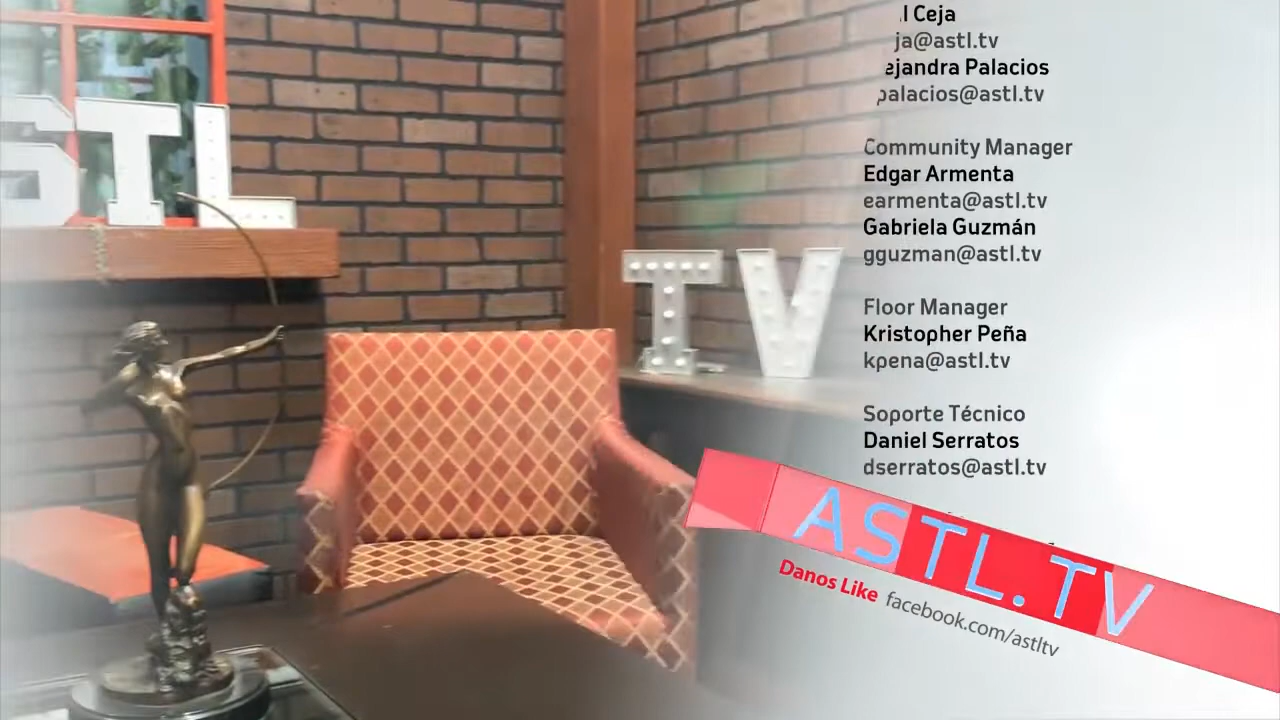 STL
TV
Ceja
ja@astl.tv
ejandra Palacios
palacios@astl.tv
Community Manager
Edgar Armenta
earmenta@astl.tv
Gabriela Guzmán
gguzman@astl.tv
Floor Manager
Kristopher Peña
kpena@astl.tv
Soporte Técnico
Daniel Serratos
dserratos@astl.tv
ASTL.TV
Danos Like facebook.com/astltv